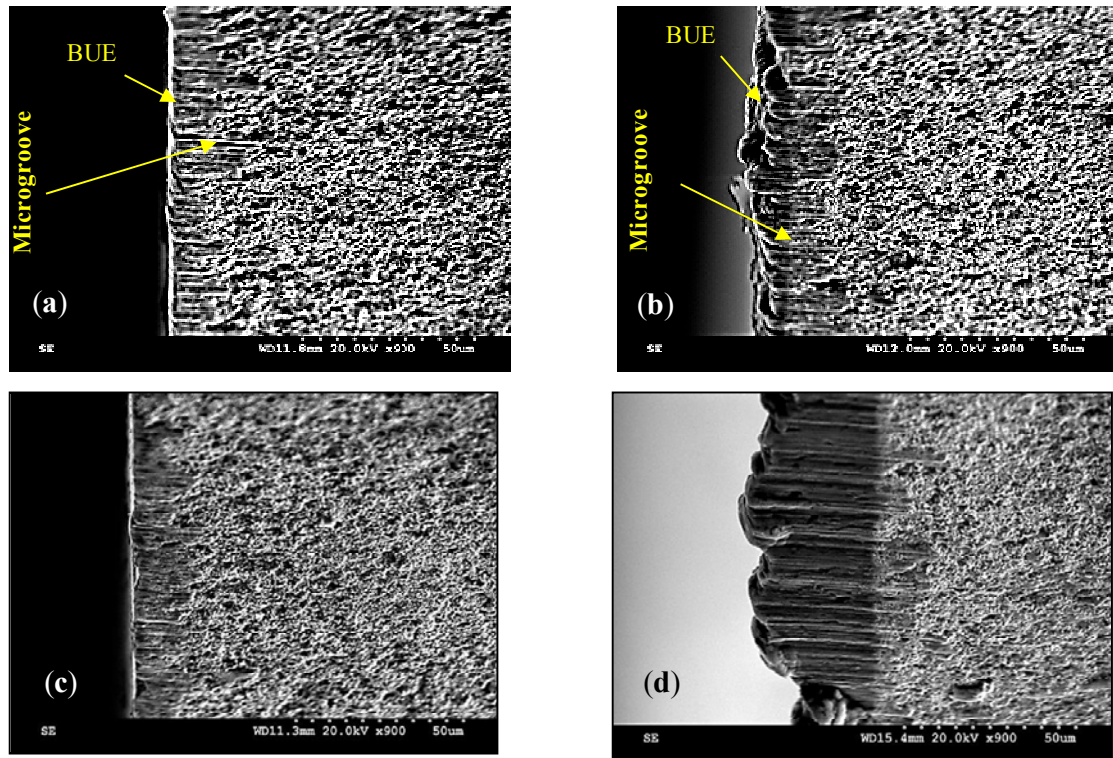 BUE
Microgroove
(a)
SE WD11.6mm 20.0kV x900 50um
BUE
Microgroove
(b)
SE WD12.0mm 20.0kV x900 50um
(c)
SE WD11.3mm 20.0kV x900 50um
(d)
SE WD15.4mm 20.0kV x900 50um